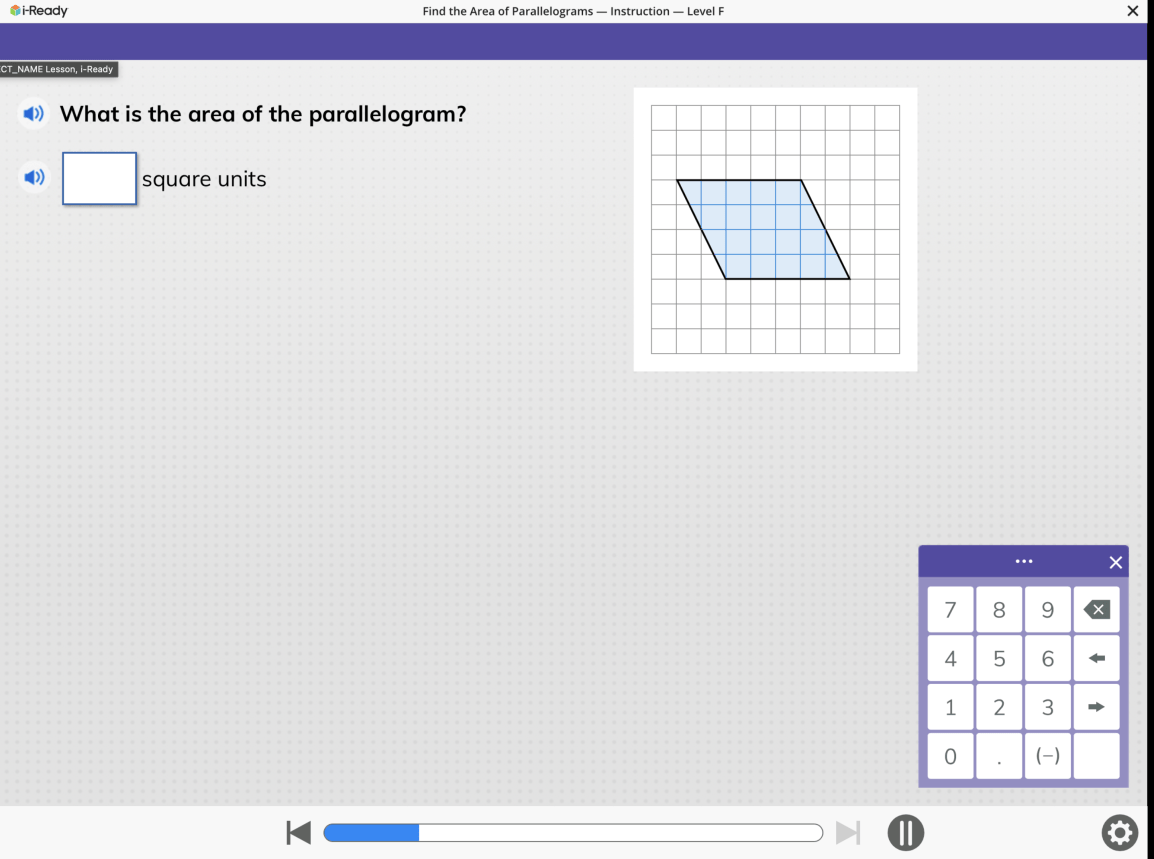 i-Ready
Find the Area of Parallelograms — Instruction — Level F
CT_NAME Lesson, i-Ready
What is the area of the parallelogram?
square units
7 8 9
4 5 6
1 2 3
0 . (−)